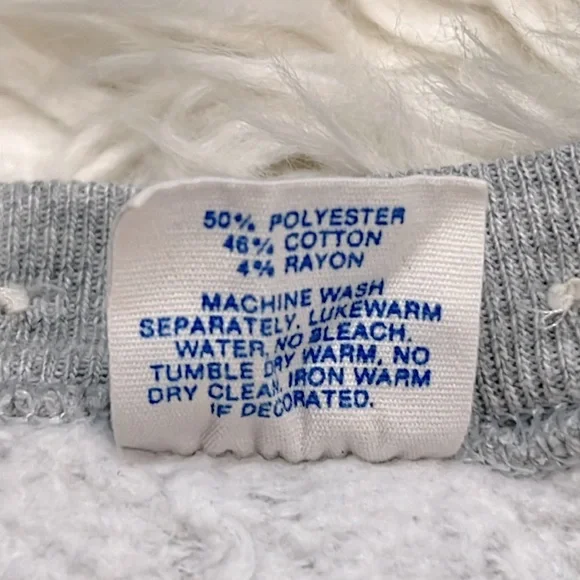 50% POLYESTER
46% COTTON
4% RAYON
MACHINE WASH
SEPARATELY. LUKEWARM
WATER, NO BLEACH.
TUMBLE DRY WARM. NO
DRY CLEAN. IRON WARM
IF DECORATED.